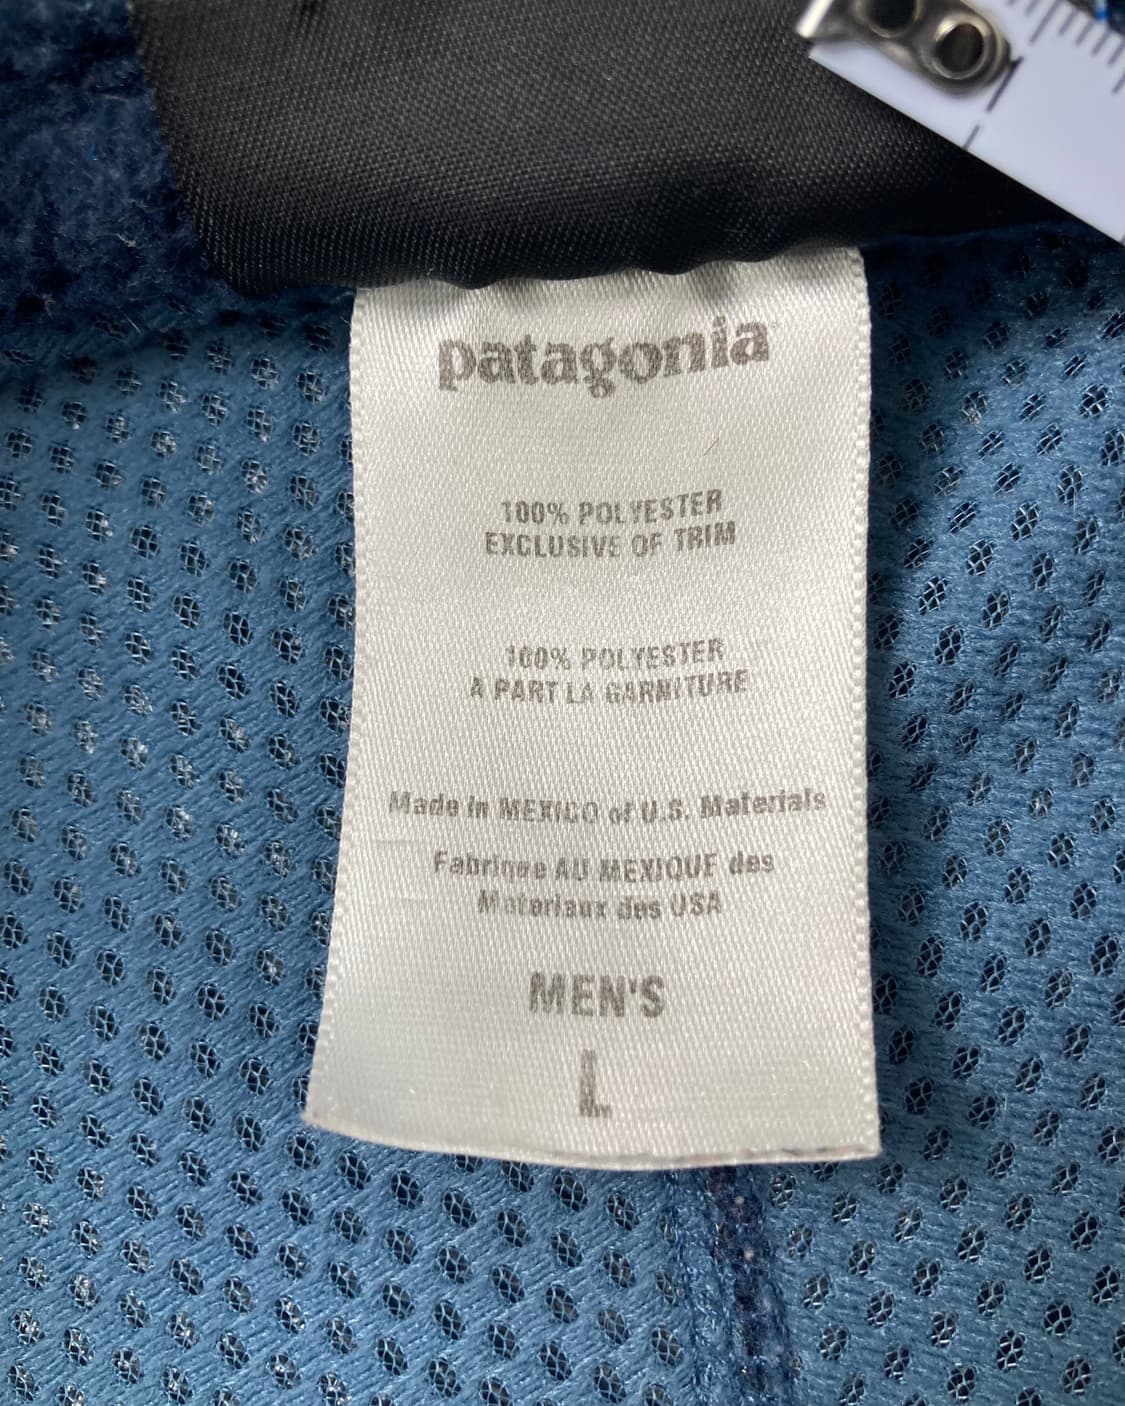 patagonia
100% POLYESTER
EXCLUSIVE OF TRIM
100% POLYESTER
A PART LA GARNITURE
Made in MEXICO of U.S. Materials
Fabrique AU MEXIQUE des
Materiaux des USA
MEN'S
L